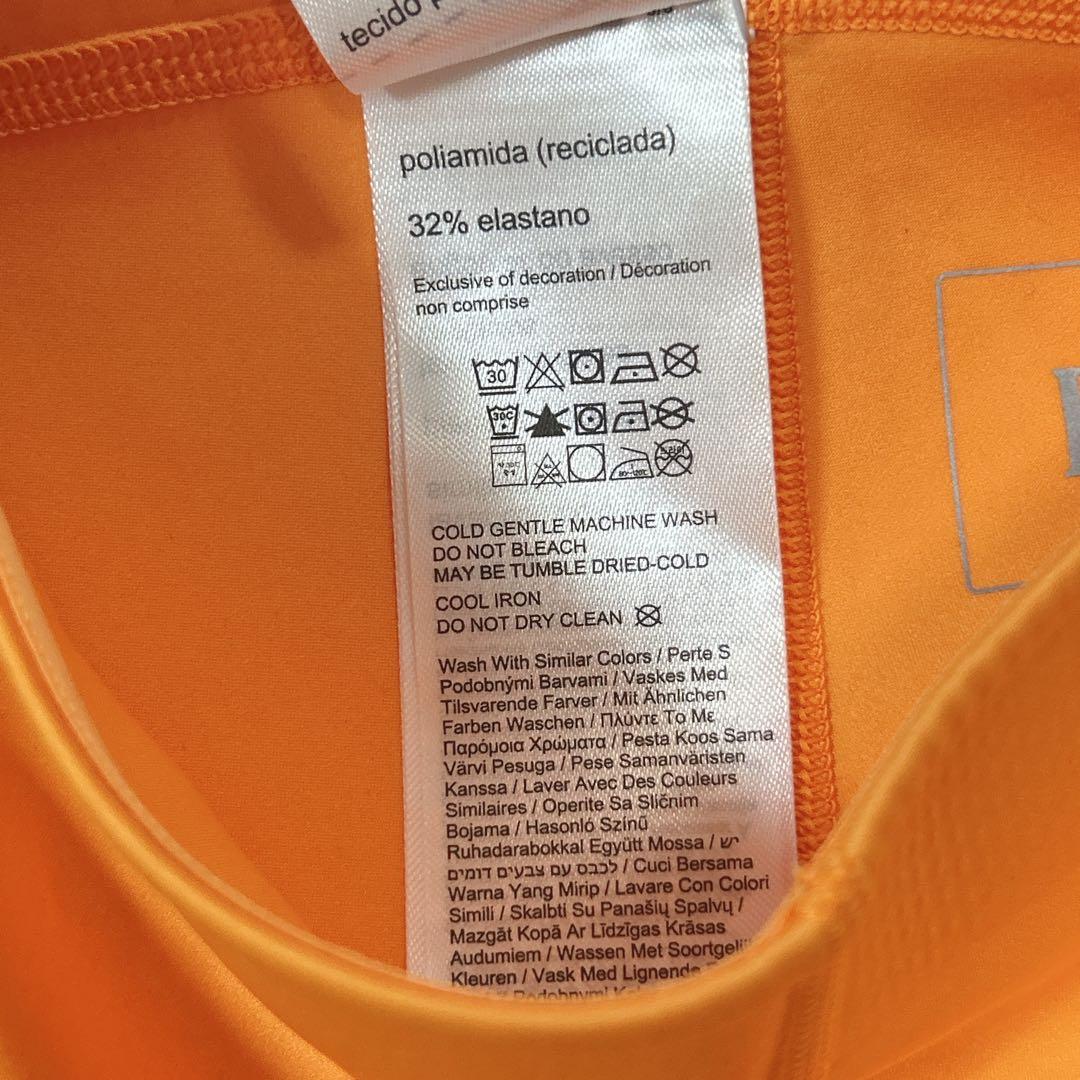 tecido
poliamida (reciclada)
32% elastano
Exclusive of decoration / Décoration
non comprise
30
30C
COLD GENTLE MACHINE WASH
DO NOT BLEACH
MAY BE TUMBLE DRIED-COLD
COOL IRON
DO NOT DRY CLEAN
Wash With Similar Colors / Perte S
Podobnými Barvami / Vaskes Med
Tilsvarende Farver / Mit Ähnlichen
Farben Waschen / Πλύντε Το Με
Παρόμοια Χρώματα / Pesta Koos Sama
Värvi Pesuga / Pese Samanväristen
Kanssa / Laver Avec Des Couleurs
Similaires / Operite Sa Sličnim
Bojama / Hasonló Színű
Ruhadarabokkal Együtt Mossa / יש
לכבס עם צבעים דומים / Cuci Bersama
Warna Yang Mirip / Lavare Con Colori
Simili / Skalbti Su Panašių Spalvų /
Mazgāt Kopā Ar Līdzīgas Krāsas
Audumiem / Wassen Met Soortgelij
Kleuren / Vask Med Lignende